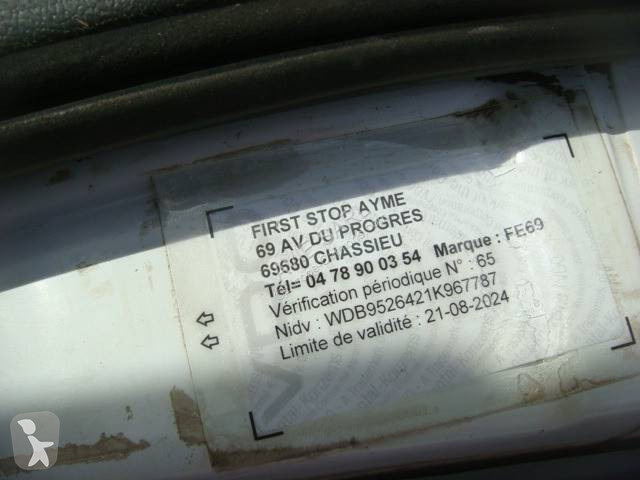 FIRST STOP AYME
69 AV DU PROGRES
69680 CHASSIEU
Tél= 04 78 90 03 54 Marque : FE69
Vérification périodique N° : 65
Nidv : WDB9526421K967787
Limite de validité : 21-08-2024